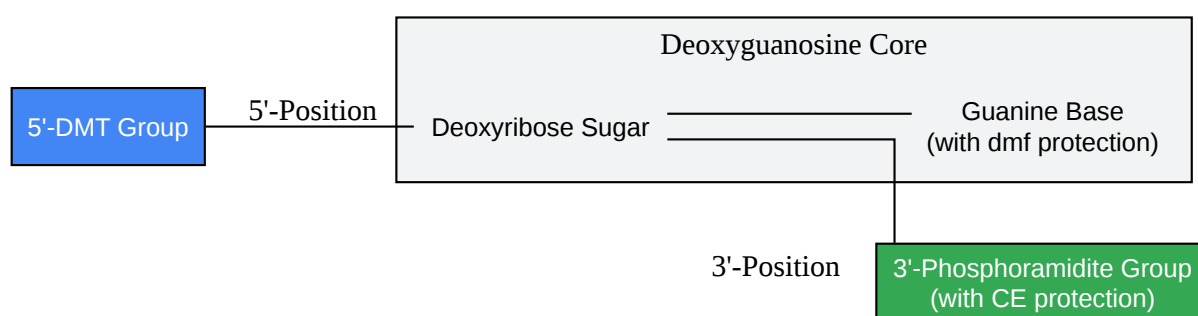 Deoxyguanosine Core
5'-DMT Group
5'-Position
Deoxyribose Sugar
Guanine Base
(with dmf protection)
3'-Position
3'-Phosphoramidite Group
(with CE protection)